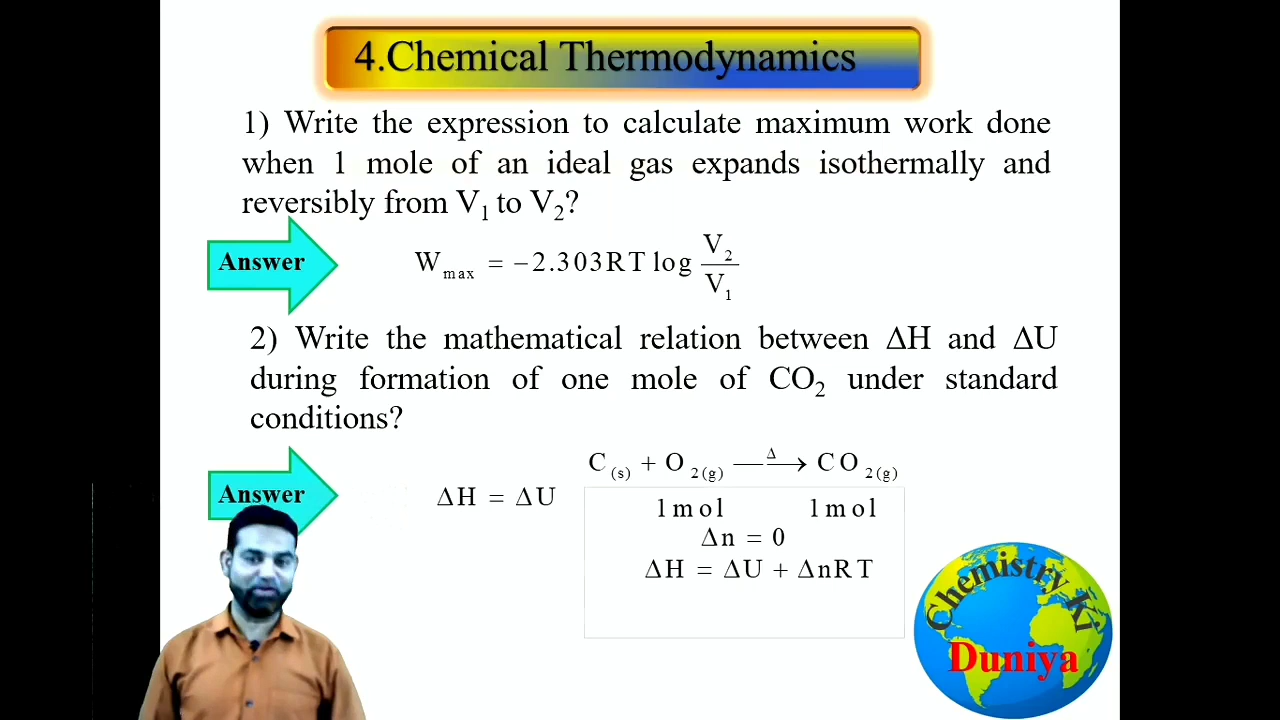 4.Chemical Thermodynamics
1) Write the expression to calculate maximum work done
when 1 mole of an ideal gas expands isothermally and
reversibly from V₁ to V₂?
Answer
W_max = −2.303RT log V₂/V₁
2) Write the mathematical relation between ΔH and ΔU
during formation of one mole of CO₂ under standard
conditions?
Answer
ΔH = ΔU
C(s) + O₂(g) —Δ→ CO₂(g)
1mol 1mol
Δn = 0
ΔH = ΔU + ΔnRT
Chemistry Ki
Duniya